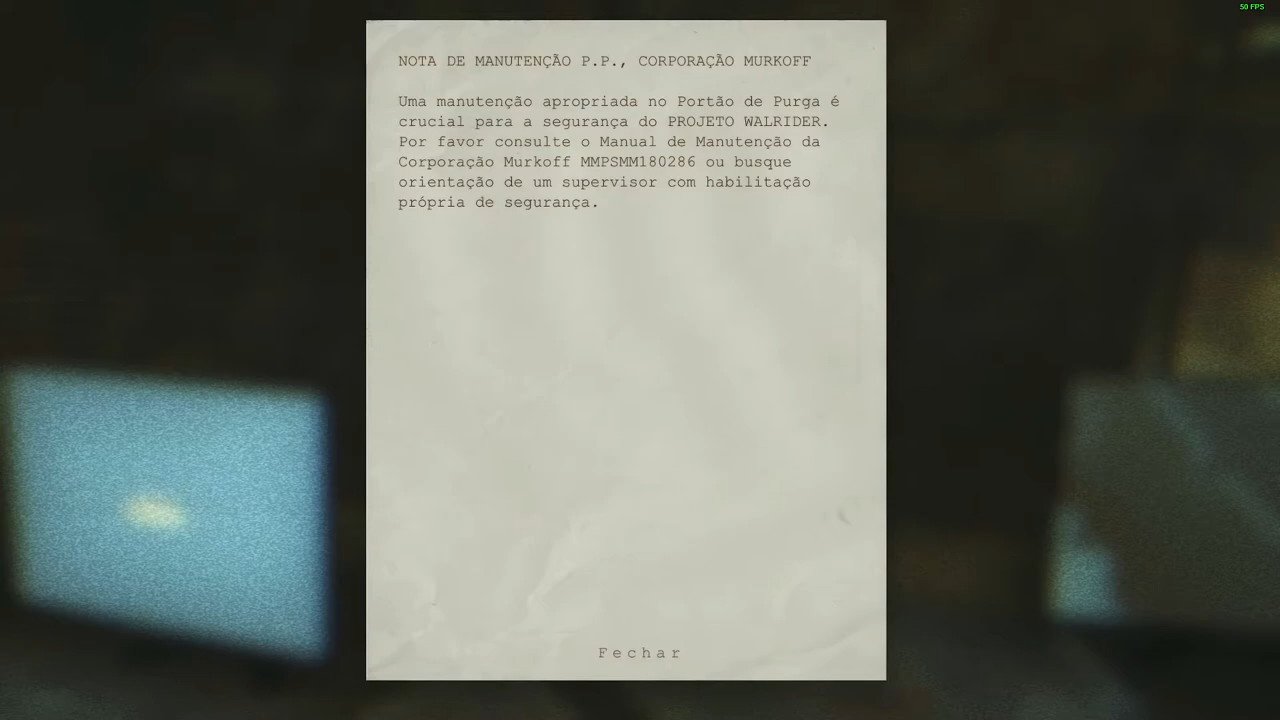 50 FPS
NOTA DE MANUTENÇÃO P.P., CORPORAÇÃO MURKOFF
Uma manutenção apropriada no Portão de Purga é
crucial para a segurança do PROJETO WALRIDER.
Por favor consulte o Manual de Manutenção da
Corporação Murkoff MMPSMM180286 ou busque
orientação de um supervisor com habilitação
própria de segurança.
Fechar